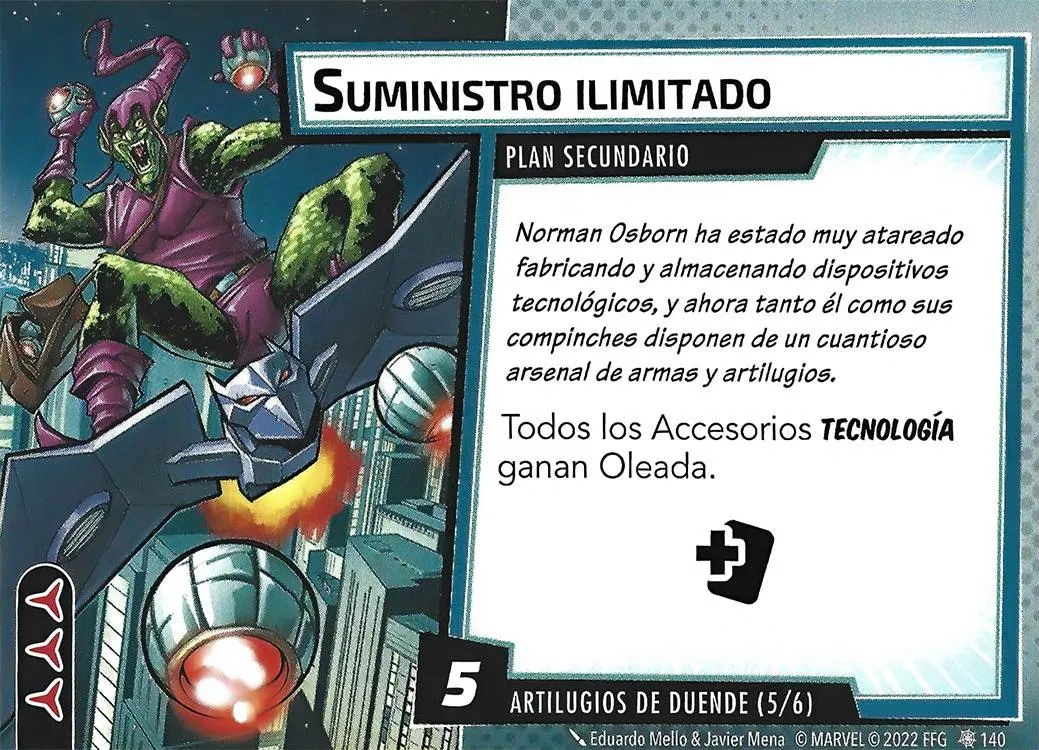 SUMINISTRO ILIMITADO
PLAN SECUNDARIO
Norman Osborn ha estado muy atareado
fabricando y almacenando dispositivos
tecnológicos, y ahora tanto él como sus
compinches disponen de un cuantioso
arsenal de armas y artilugios.
Todos los Accesorios TECNOLOGÍA
ganan Oleada.
5
ARTILUGIOS DE DUENDE (5/6)
Eduardo Mello & Javier Mena © MARVEL © 2022 FFG 140